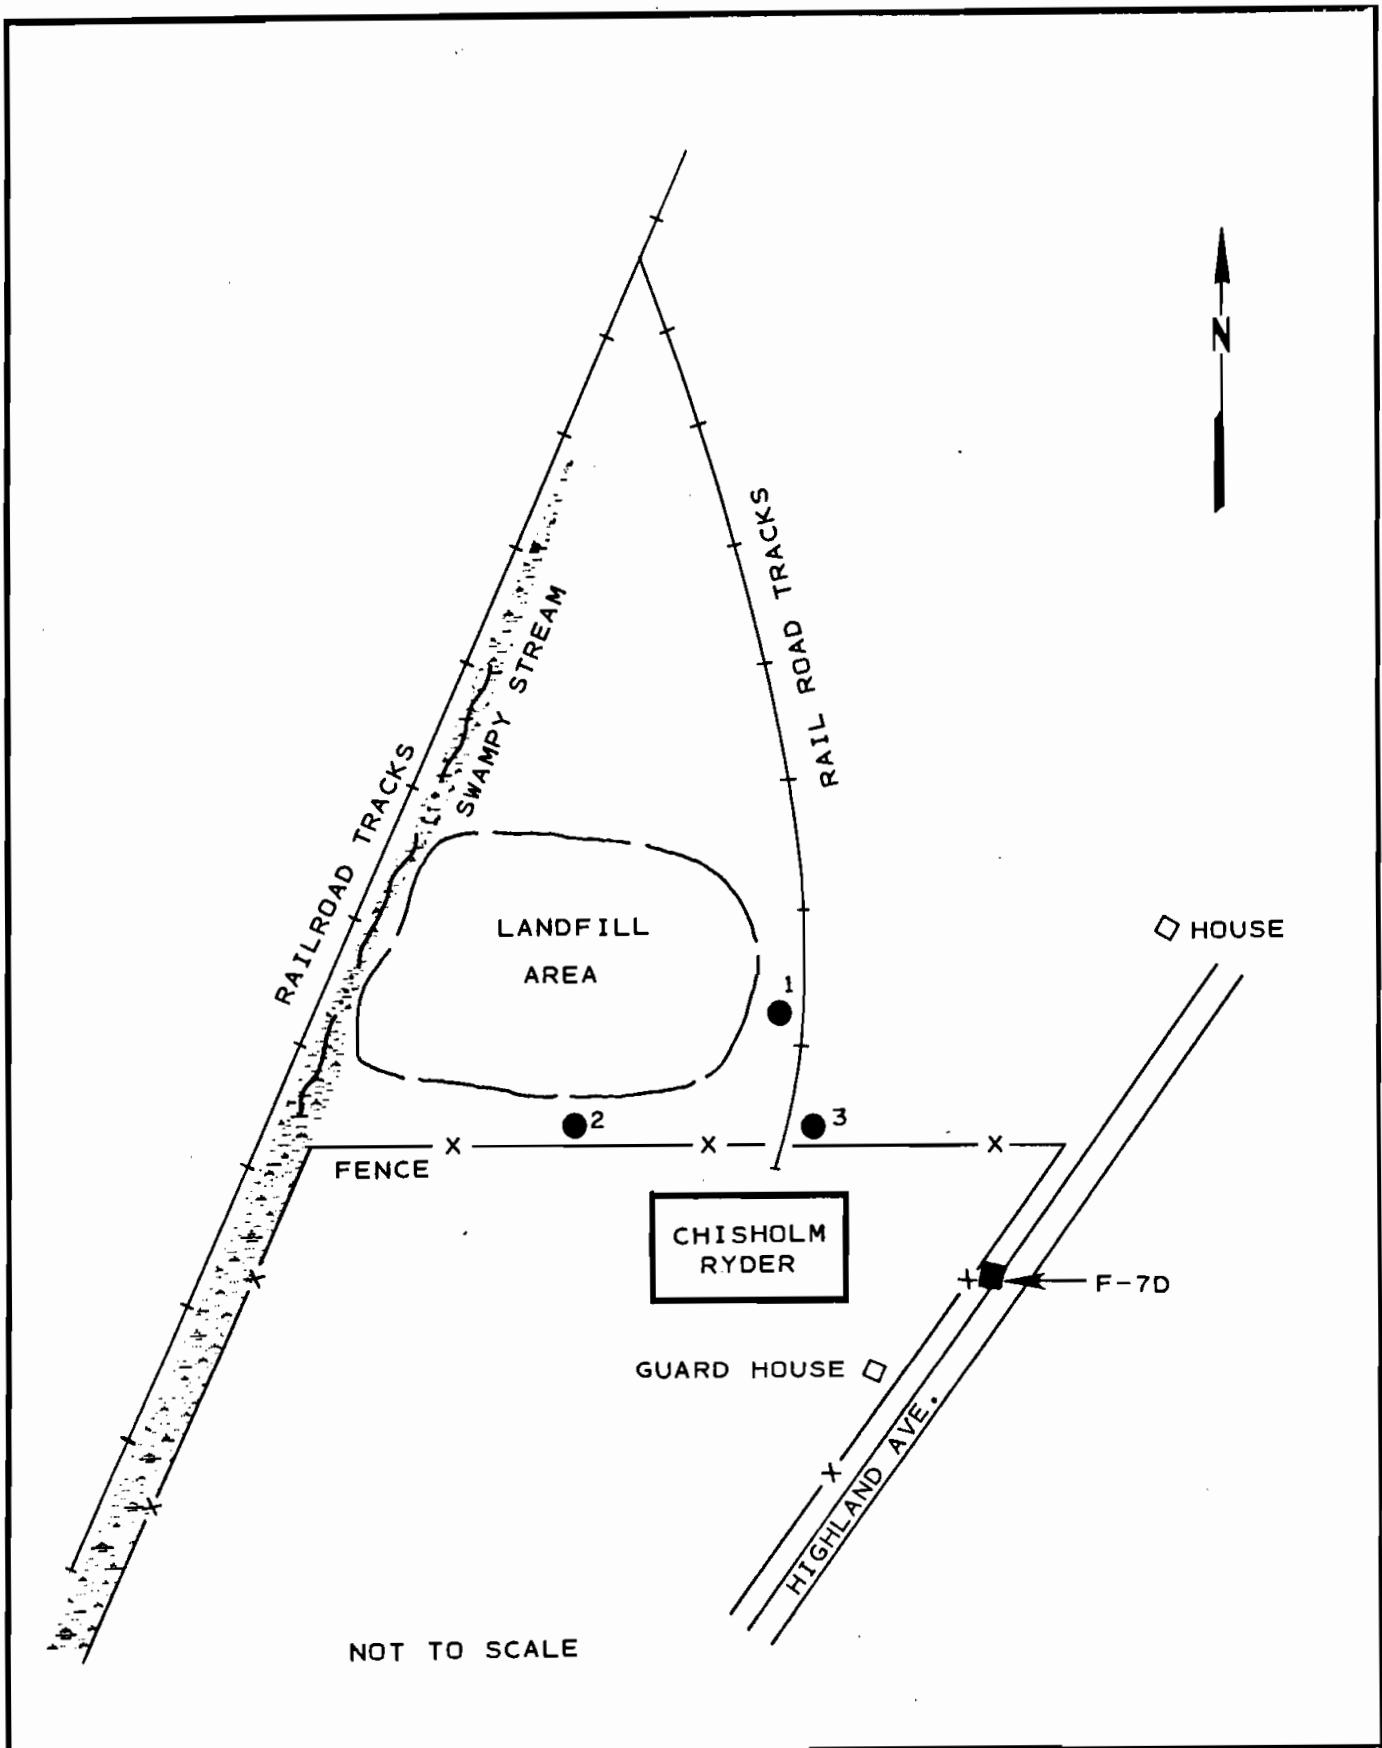 N
RAIL ROAD TRACKS
SWAMPY STREAM
RAILROAD TRACKS
LANDFILL
AREA
HOUSE
1
2
3
X
X
X
FENCE
CHISHOLM
RYDER
X
F-7D
GUARD HOUSE
X
X
HIGHLAND AVE.
NOT TO SCALE